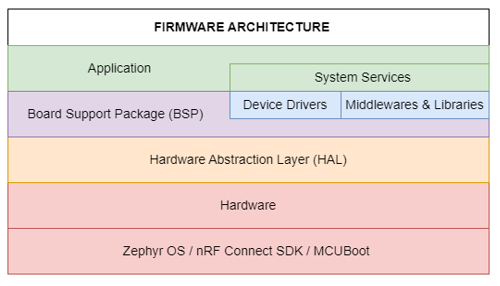 FIRMWARE ARCHITECTURE
Application
System Services
Board Support Package (BSP)
Device Drivers
Middlewares & Libraries
Hardware Abstraction Layer (HAL)
Hardware
Zephyr OS / nRF Connect SDK / MCUBoot